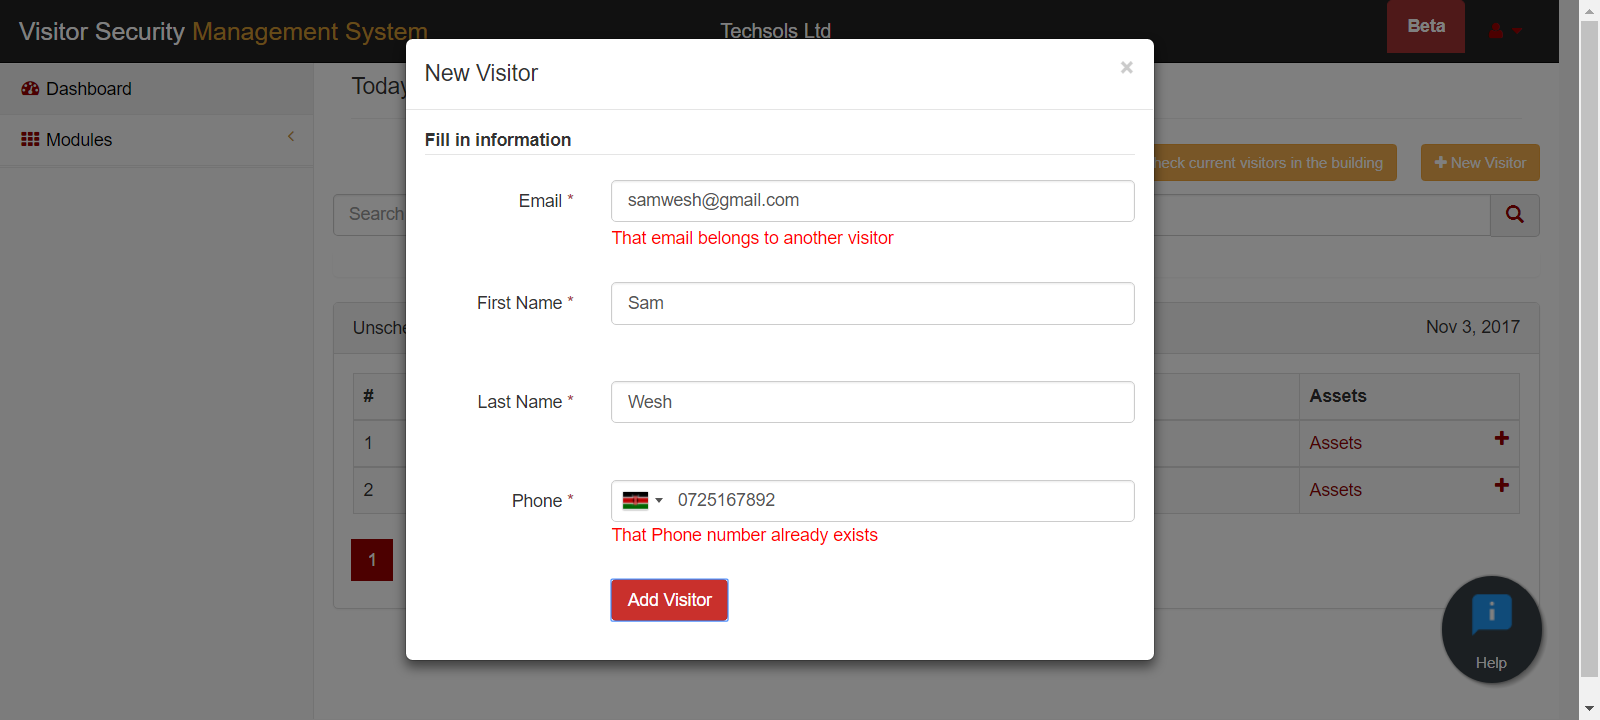 Visitor Security Management System
Techsols Ltd
Beta
Dashboard
Modules
Today
New Visitor
×
Fill in information
Email *
samwesh@gmail.com
That email belongs to another visitor
First Name *
Sam
Last Name *
Wesh
Phone *
0725167892
That Phone number already exists
Add Visitor
heck current visitors in the building
New Visitor
Search
Unsche
Nov 3, 2017
#
Assets
1
Assets
2
Assets
1
Help